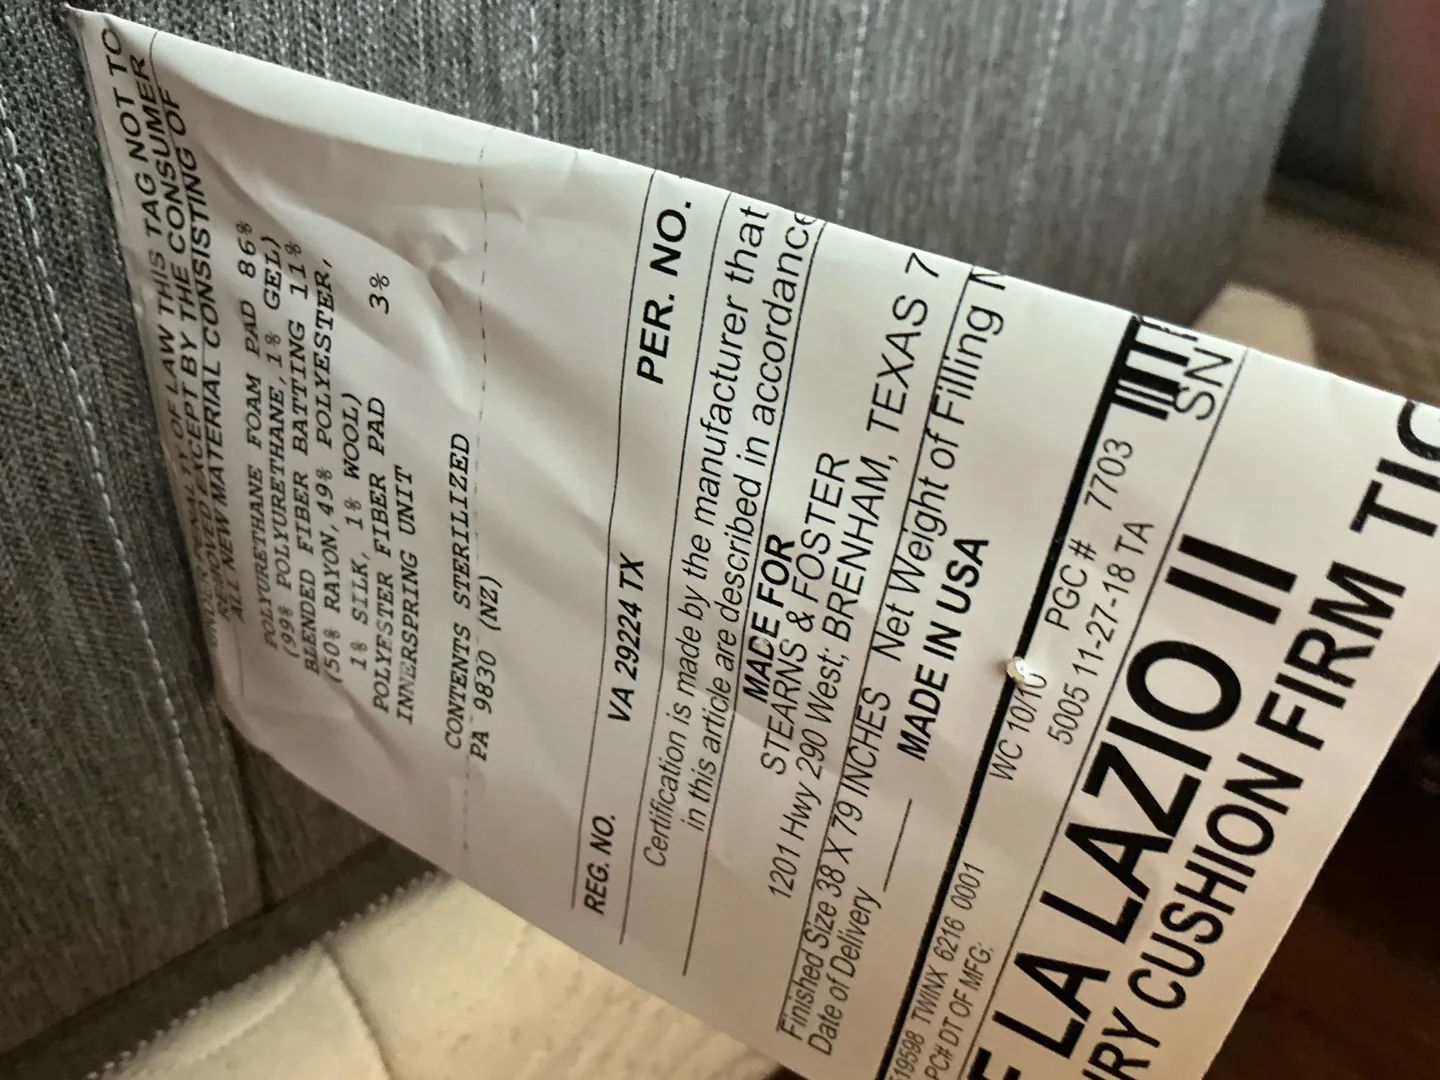 UNDER PENALTY OF LAW THIS TAG NOT TO
REMOVED EXCEPT BY THE CONSUMER
ALL NEW MATERIAL CONSISTING OF
POLYURETHANE FOAM PAD 86%
(99% POLYURETHANE, 1% GEL)
BLENDED FIBER BATTING 11%
(50% RAYON, 49% POLYESTER,
1% SILK, 1% WOOL)
POLYESTER FIBER PAD 3%
INNERSPRING UNIT
CONTENTS STERILIZED
PA 9830 (NZ)
REG. NO. VA 29224 TX PER. NO.
Certification is made by the manufacturer that
in this article are described in accordance
MADE FOR
STEARNS & FOSTER
1201 Hwy 290 West; BRENHAM, TEXAS 7
Finished Size 38 X 79 INCHES Net Weight of Filling
Date of Delivery
MADE IN USA
19598 TWINX 6216 0001 WC 10/10 PGC # 7703
PC# DT OF MFG: 5005 11-27-18 TA SN
LA LAZIO II
RY CUSHION FIRM TIG